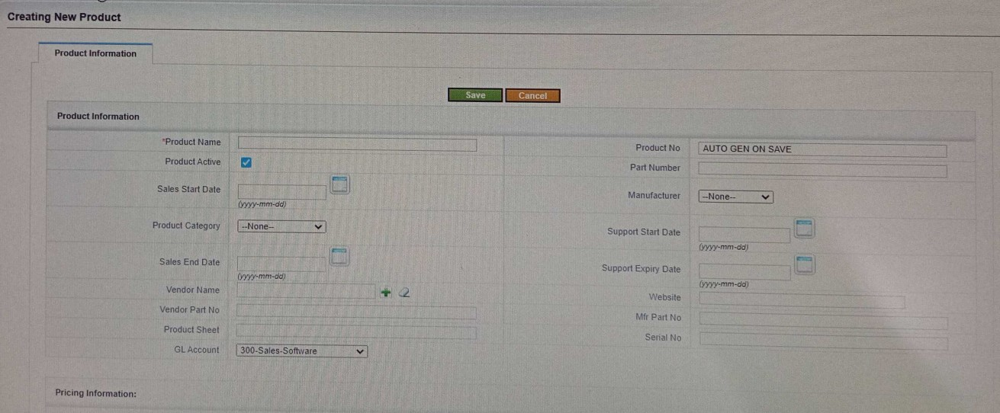 Creating New Product
Product Information
Save Cancel
Product Information
*Product Name
Product No AUTO GEN ON SAVE
Product Active
Part Number
Sales Start Date
(yyyy-mm-dd)
Manufacturer --None--
Product Category --None--
Support Start Date
(yyyy-mm-dd)
Sales End Date
(yyyy-mm-dd)
Support Expiry Date
(yyyy-mm-dd)
Vendor Name
Website
Vendor Part No
Mfr Part No
Product Sheet
Serial No
GL Account 300-Sales-Software
Pricing Information: